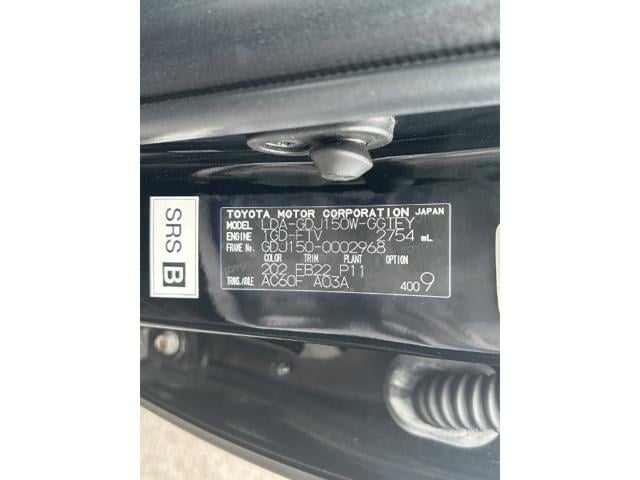 SRS B
TOYOTA MOTOR CORPORATION JAPAN
MODEL LDA-GDJ150W-GGTEY
ENGINE 1GD-FTV 2754 mL
FRAME No. GDJ150-0002968
COLOR TRIM PLANT OPTION
202 EB22 P11
TRANS./AXLE AC60F A03A
4009